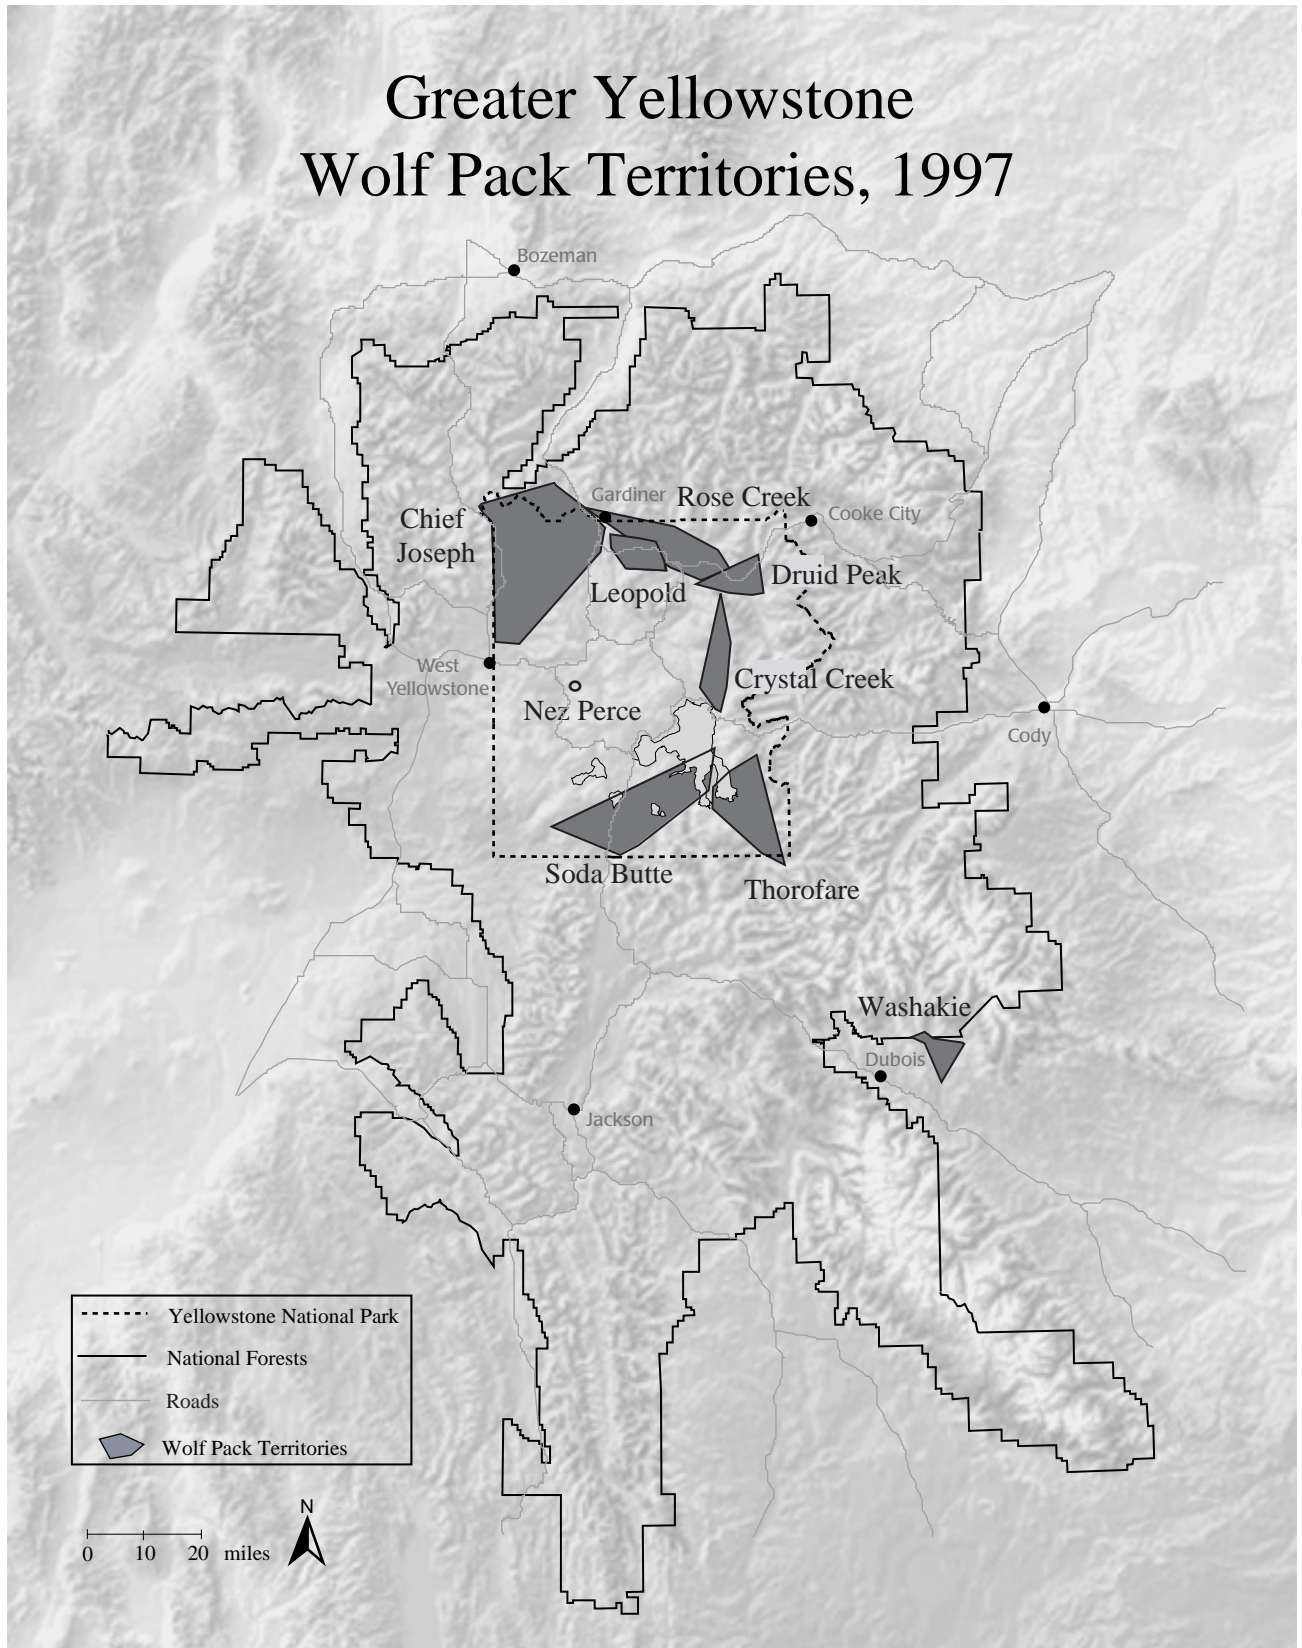 Greater Yellowstone
Wolf Pack Territories, 1997
Bozeman
Gardiner
Rose Creek
Cooke City
Chief
Joseph
Druid Peak
Leopold
West
Yellowstone
Crystal Creek
Nez Perce
Cody
Soda Butte
Thorofare
Washakie
Dubois
Jackson
Yellowstone National Park
National Forests
Roads
Wolf Pack Territories
N
0 10 20 miles